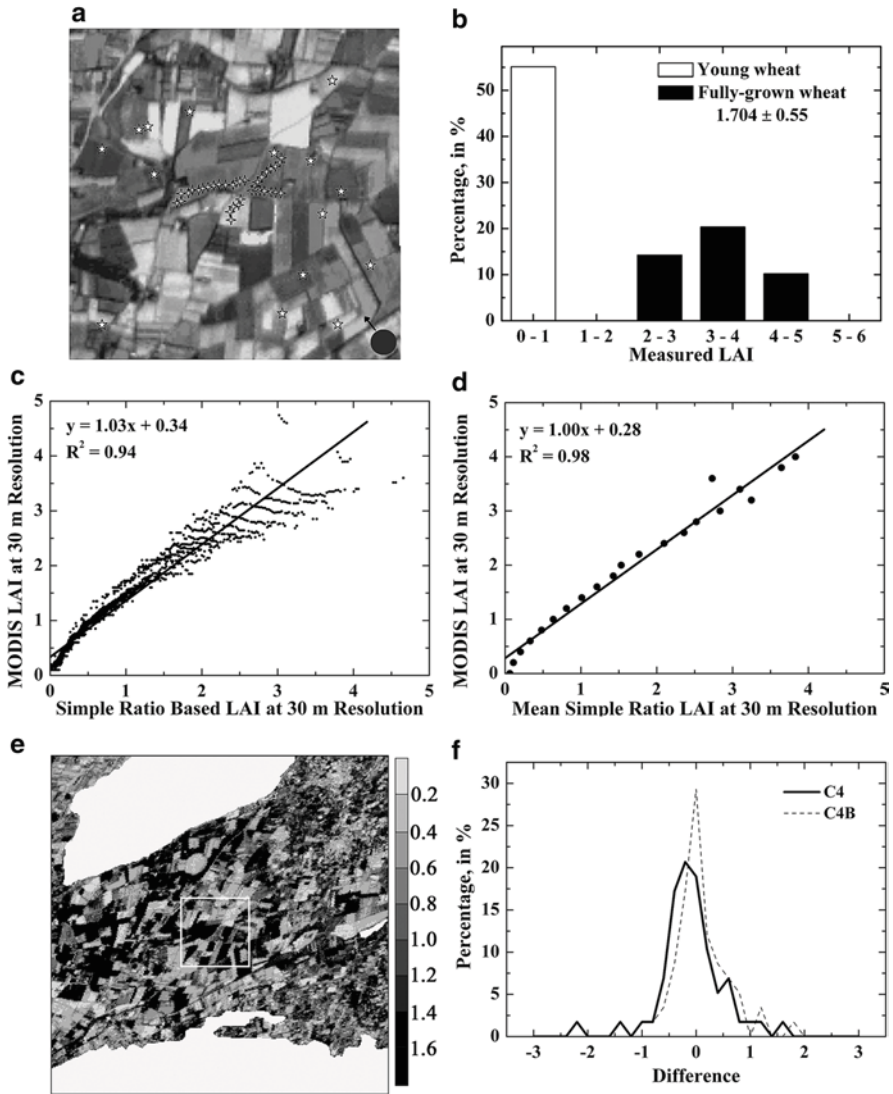 a
b
50
40
30
20
10
0
Percentage, in %
Young wheat
Fully-grown wheat
1.704 ± 0.55
0 - 1 1 - 2 2 - 3 3 - 4 4 - 5 5 - 6
Measured LAI
c
5
4
3
2
1
0
MODIS LAI at 30 m Resolution
y = 1.03x + 0.34
R² = 0.94
0 1 2 3 4 5
Simple Ratio Based LAI at 30 m Resolution
d
5
4
3
2
1
0
MODIS LAI at 30 m Resolution
y = 1.00x + 0.28
R² = 0.98
0 1 2 3 4 5
Mean Simple Ratio LAI at 30 m Resolution
e
0.2
0.4
0.6
0.8
1.0
1.2
1.4
1.6
f
30
25
20
15
10
5
0
Percentage, in %
C4
C4B
-3 -2 -1 0 1 2 3
Difference